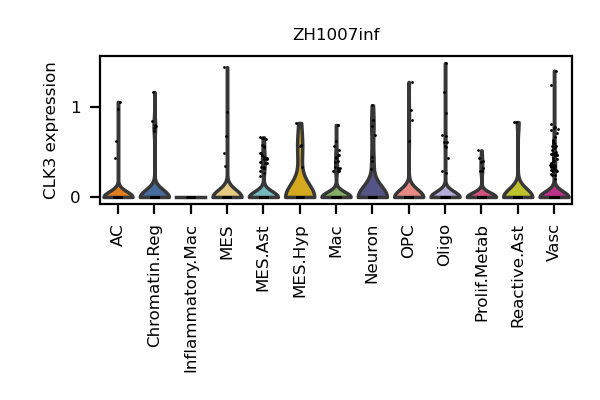 ZH1007inf
CLK3 expression
1
0
AC
Chromatin.Reg
Inflammatory.Mac
MES
MES.Ast
MES.Hyp
Mac
Neuron
OPC
Oligo
Prolif.Metab
Reactive.Ast
Vasc